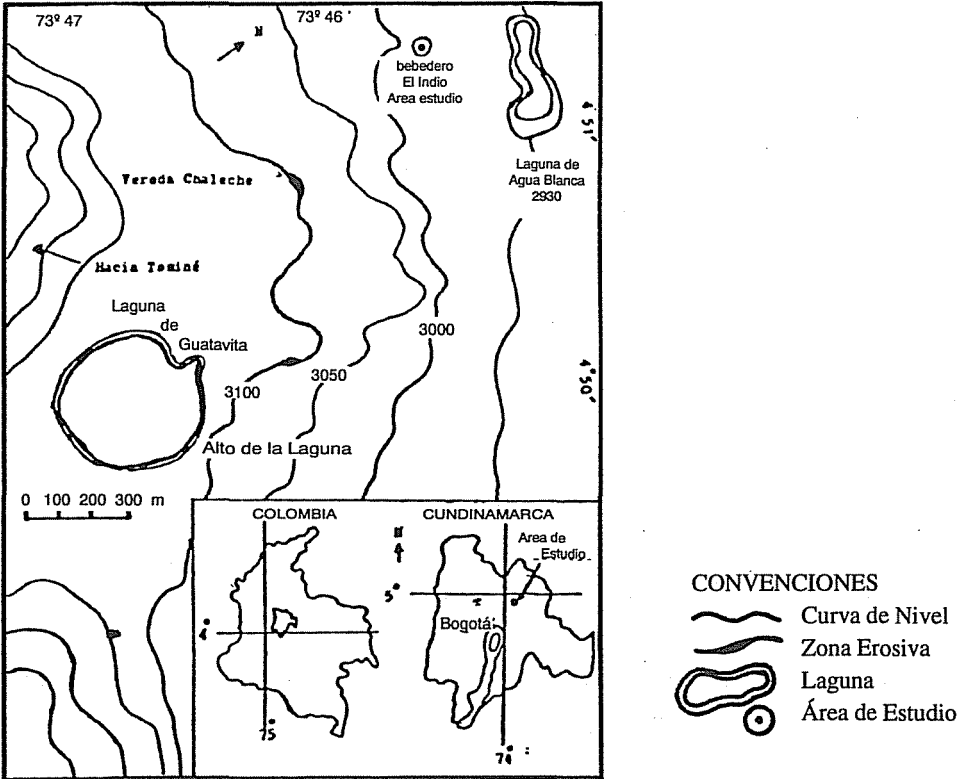 73º 47
73º 46
N
bebedero
El Indio
Area estudio
4º 51'
Laguna de
Agua Blanca
2930
Vereda Chaleche
Hacia Tominé
Laguna
de
Guatavita
3000
3050
3100
4º 50'
Alto de la Laguna
0 100 200 300 m
COLOMBIA
CUNDINAMARCA
N
Area de
Estudio
5º
4º
Bogotá
75º
74º
CONVENCIONES
Curva de Nivel
Zona Erosiva
Laguna
Área de Estudio